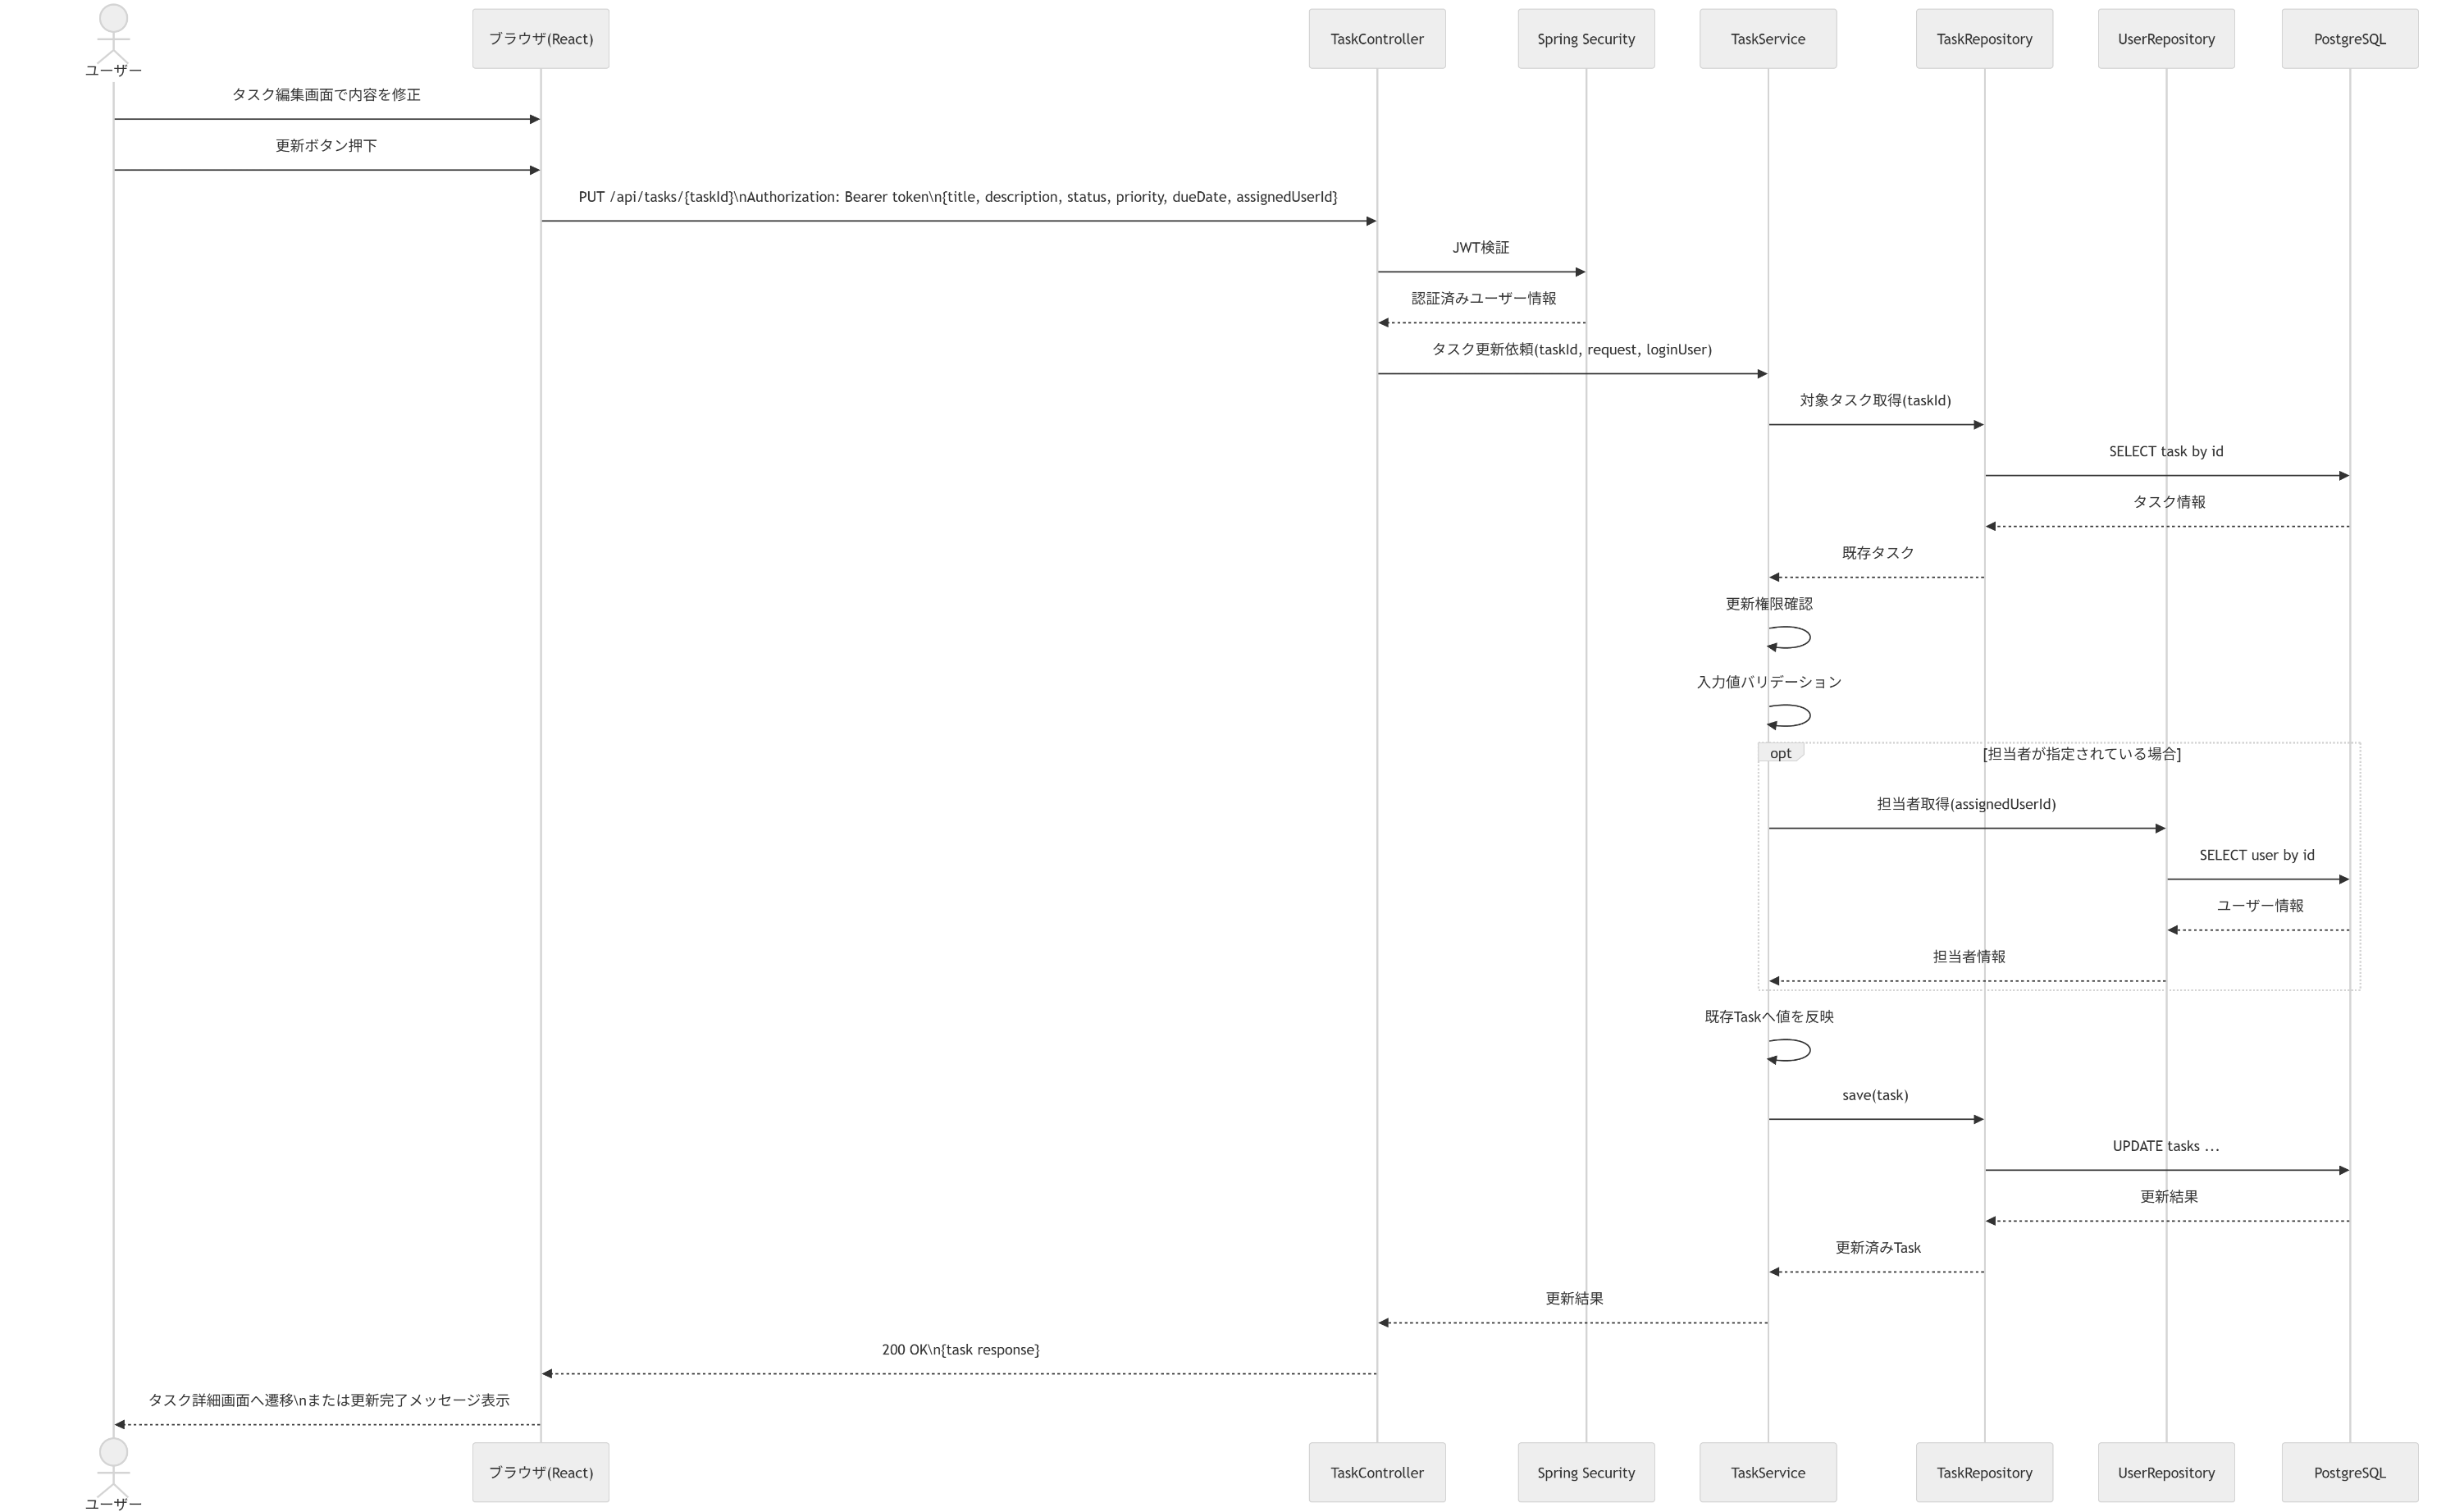 ユーザー
ブラウザ(React)
TaskController
Spring Security
TaskService
TaskRepository
UserRepository
PostgreSQL
タスク編集画面で内容を修正
更新ボタン押下
PUT /api/tasks/{taskId}\nAuthorization: Bearer token\n{title, description, status, priority, dueDate, assignedUserId}
JWT検証
認証済みユーザー情報
タスク更新依頼(taskId, request, loginUser)
対象タスク取得(taskId)
SELECT task by id
タスク情報
既存タスク
更新権限確認
入力値バリデーション
opt
[担当者が指定されている場合]
担当者取得(assignedUserId)
SELECT user by id
ユーザー情報
担当者情報
既存Taskへ値を反映
save(task)
UPDATE tasks ...
更新結果
更新済みTask
更新結果
200 OK\n{task response}
タスク詳細画面へ遷移\nまたは更新完了メッセージ表示
ユーザー
ブラウザ(React)
TaskController
Spring Security
TaskService
TaskRepository
UserRepository
PostgreSQL